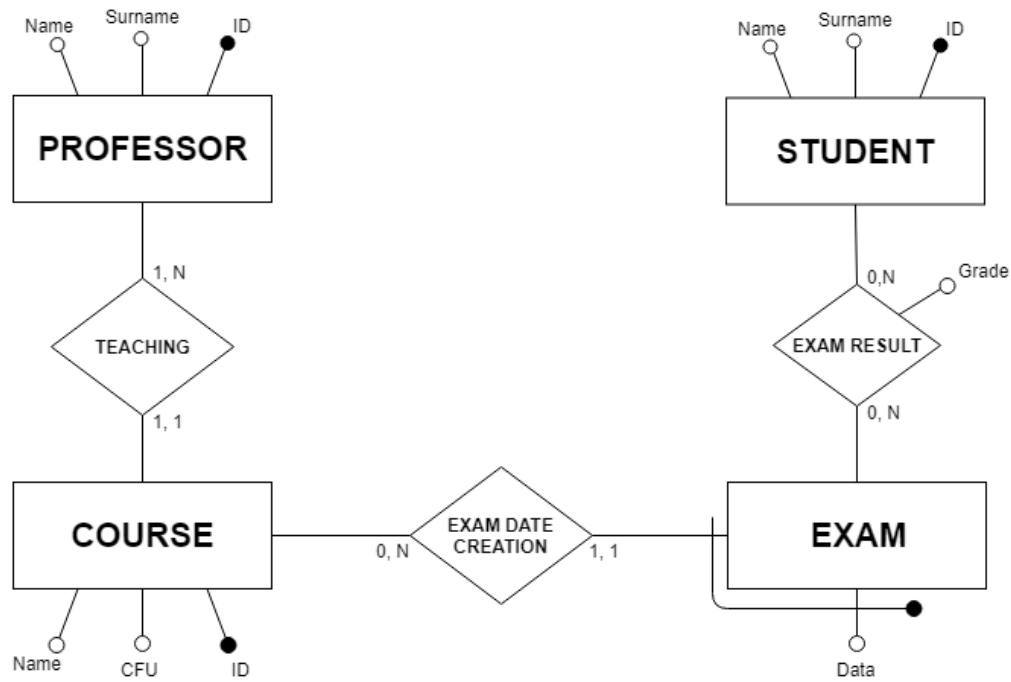 Name
Surname
ID
PROFESSOR
1, N
TEACHING
1, 1
COURSE
Name
CFU
ID
0, N
EXAM DATE
CREATION
1, 1
Name
Surname
ID
STUDENT
0,N
Grade
EXAM RESULT
0, N
EXAM
Data